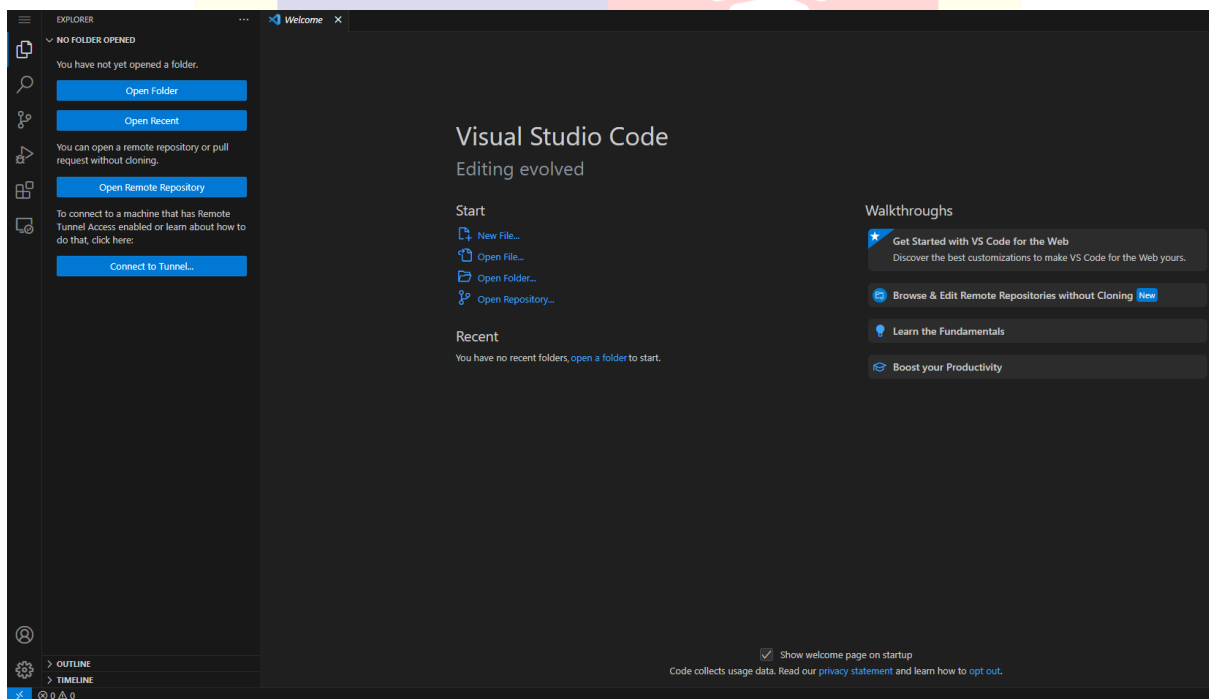 EXPLORER
Welcome
NO FOLDER OPENED
You have not yet opened a folder.
Open Folder
Open Recent
You can open a remote repository or pull
request without cloning.
Open Remote Repository
To connect to a machine that has Remote
Tunnel Access enabled or learn about how to
do that, click here:
Connect to Tunnel...
Visual Studio Code
Editing evolved
Start
New File...
Open File...
Open Folder...
Open Repository...
Recent
You have no recent folders, open a folder to start.
Walkthroughs
Get Started with VS Code for the Web
Discover the best customizations to make VS Code for the Web yours.
Browse & Edit Remote Repositories without Cloning New
Learn the Fundamentals
Boost your Productivity
Show welcome page on startup
Code collects usage data. Read our privacy statement and learn how to opt out.
OUTLINE
TIMELINE
0 0